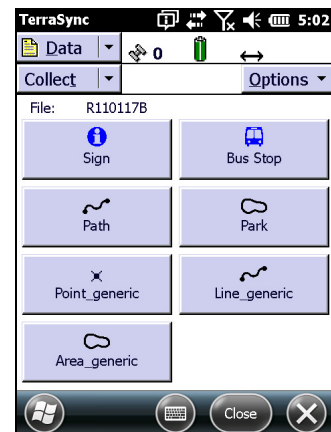 TerraSync 5:02
Data 0
Collect Options
File: R110117B
Sign Bus Stop
Path Park
Point_generic Line_generic
Area_generic
Close